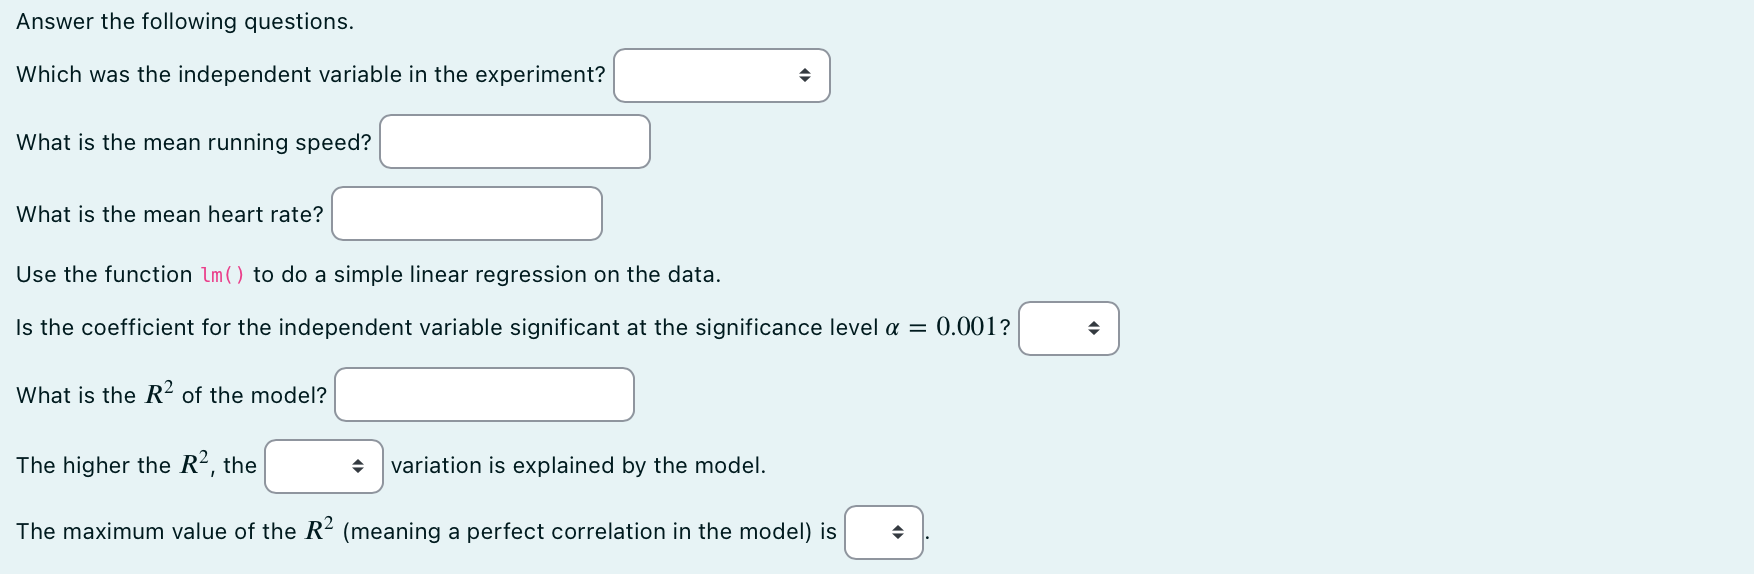 Answer the following questions.
Which was the independent variable in the experiment?
What is the mean running speed?
What is the mean heart rate?
Use the function lm() to do a simple linear regression on the data.
Is the coefficient for the independent variable significant at the significance level α = 0.001?
What is the R² of the model?
The higher the R², the variation is explained by the model.
The maximum value of the R² (meaning a perfect correlation in the model) is .